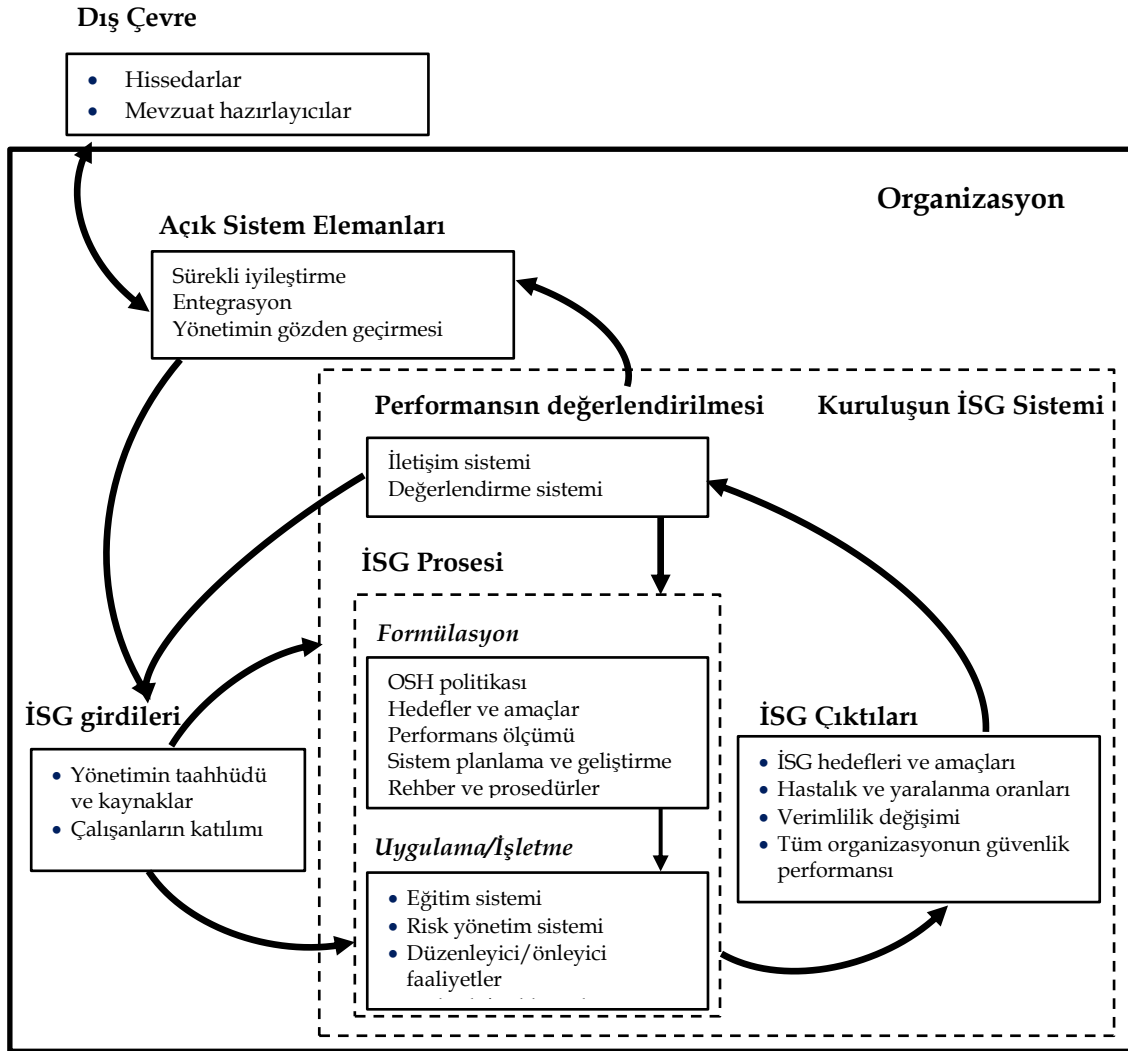 Dış Çevre
• Hissedarlar
• Mevzuat hazırlayıcılar
Organizasyon
Açık Sistem Elemanları
Sürekli iyileştirme
Entegrasyon
Yönetimin gözden geçirmesi
Performansın değerlendirilmesi
Kuruluşun İSG Sistemi
İletişim sistemi
Değerlendirme sistemi
İSG Prosesi
Formülasyon
OSH politikası
Hedefler ve amaçlar
Performans ölçümü
Sistem planlama ve geliştirme
Rehber ve prosedürler
İSG girdileri
• Yönetimin taahhüdü
ve kaynaklar
• Çalışanların katılımı
Uygulama/İşletme
• Eğitim sistemi
• Risk yönetim sistemi
• Düzenleyici/önleyici
faaliyetler
İSG Çıktıları
• İSG hedefleri ve amaçları
• Hastalık ve yaralanma oranları
• Verimlilik değişimi
• Tüm organizasyonun güvenlik
performansı